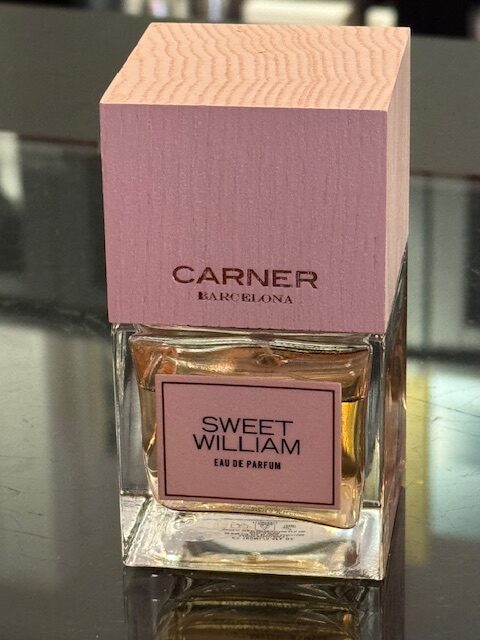 CARNER
BARCELONA
SWEET
WILLIAM
EAU DE PARFUM